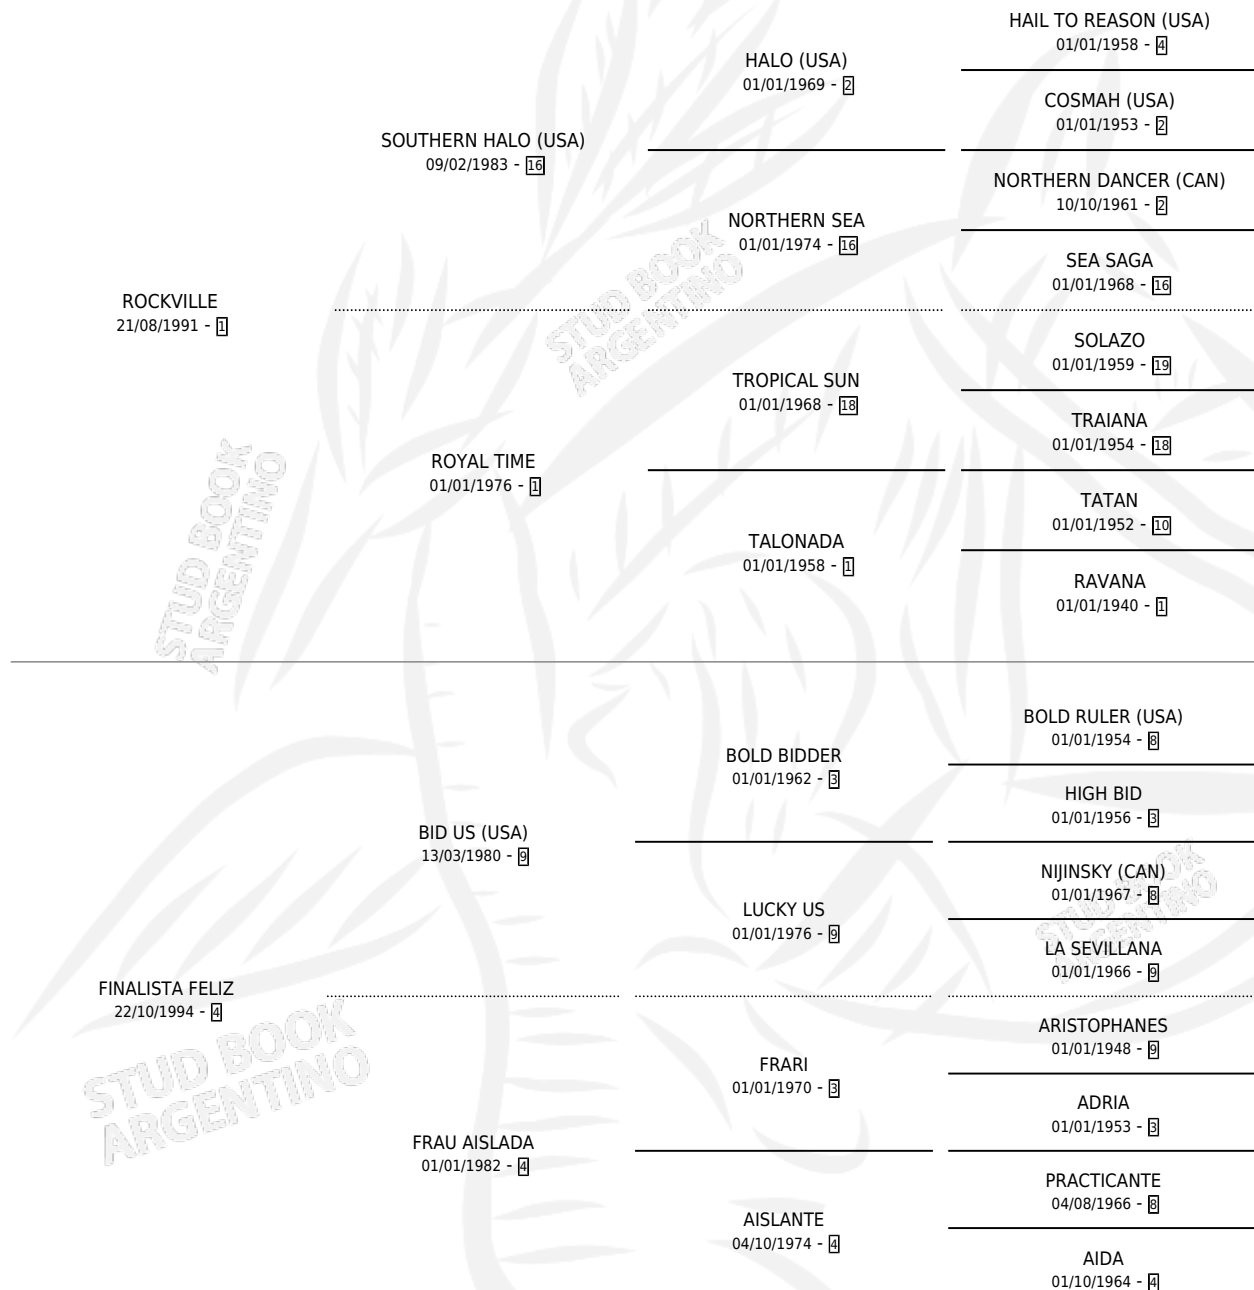 HAIL TO REASON (USA)
01/01/1958 - 4
HALO (USA)
01/01/1969 - 2
COSMAH (USA)
01/01/1953 - 2
SOUTHERN HALO (USA)
09/02/1983 - 16
NORTHERN DANCER (CAN)
10/10/1961 - 2
NORTHERN SEA
01/01/1974 - 16
SEA SAGA
01/01/1968 - 16
ROCKVILLE
21/08/1991 - 1
STUD BOOK
ARGENTINO
SOLAZO
01/01/1959 - 19
TROPICAL SUN
01/01/1968 - 18
TRAIANA
01/01/1954 - 18
ROYAL TIME
01/01/1976 - 1
TATAN
01/01/1952 - 10
TALONADA
01/01/1958 - 1
RAVANA
01/01/1940 - 1
STUD BOOK
ARGENTINO
BOLD RULER (USA)
01/01/1954 - 8
BOLD BIDDER
01/01/1962 - 3
HIGH BID
01/01/1956 - 3
BID US (USA)
13/03/1980 - 9
NIJINSKY (CAN)
01/01/1967 - 8
LUCKY US
01/01/1976 - 9
LA SEVILLANA
01/01/1966 - 9
STUD BOOK
ARGENTINO
FINALISTA FELIZ
22/10/1994 - 4
STUD BOOK
ARGENTINO
ARISTOPHANES
01/01/1948 - 9
FRARI
01/01/1970 - 3
ADRIA
01/01/1953 - 3
FRAU AISLADA
01/01/1982 - 4
PRACTICANTE
04/08/1966 - 8
AISLANTE
04/10/1974 - 4
AIDA
01/10/1964 - 4